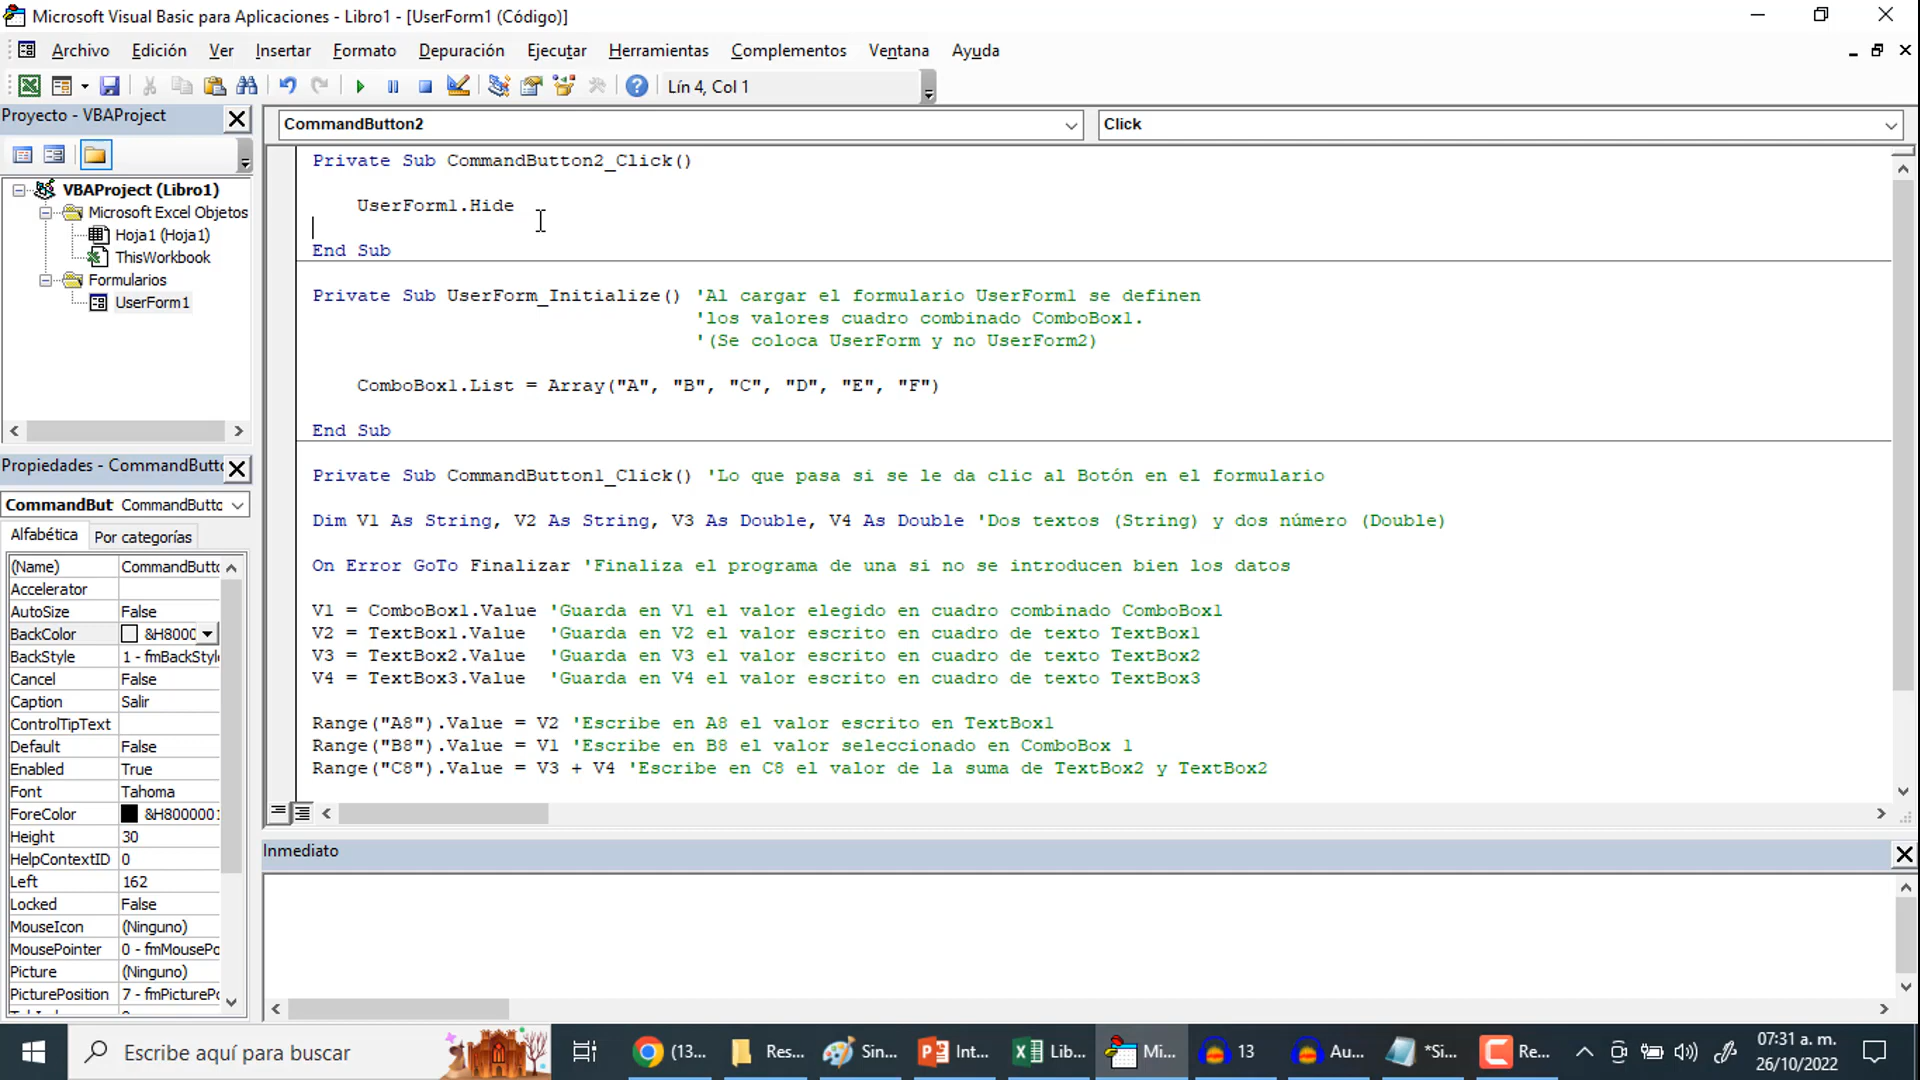 Microsoft Visual Basic para Aplicaciones - Libro1 - [UserForm1 (Código)]
Archivo Edición Ver Insertar Formato Depuración Ejecutar Herramientas Complementos Ventana Ayuda
Lín 4, Col 1
Proyecto - VBAProject
VBAProject (Libro1)
Microsoft Excel Objetos
Hoja1 (Hoja1)
ThisWorkbook
Formularios
UserForm1
Propiedades - CommandButto
CommandBut CommandButto
Alfabética Por categorías
(Name) CommandButto
Accelerator
AutoSize False
BackColor &H8000
BackStyle 1 - fmBackStyl
Cancel False
Caption Salir
ControlTipText
Default False
Enabled True
Font Tahoma
ForeColor &H800001
Height 30
HelpContextID 0
Left 162
Locked False
MouseIcon (Ninguno)
MousePointer 0 - fmMousePo
Picture (Ninguno)
PicturePosition 7 - fmPicturePo
CommandButton2 Click
Private Sub CommandButton2_Click()
UserForm1.Hide
End Sub
Private Sub UserForm_Initialize() 'Al cargar el formulario UserForm1 se definen
'los valores cuadro combinado ComboBox1.
'(Se coloca UserForm y no UserForm2)
ComboBox1.List = Array("A", "B", "C", "D", "E", "F")
End Sub
Private Sub CommandButton1_Click() 'Lo que pasa si se le da clic al Botón en el formulario
Dim V1 As String, V2 As String, V3 As Double, V4 As Double 'Dos textos (String) y dos número (Double)
On Error GoTo Finalizar 'Finaliza el programa de una si no se introducen bien los datos
V1 = ComboBox1.Value 'Guarda en V1 el valor elegido en cuadro combinado ComboBox1
V2 = TextBox1.Value 'Guarda en V2 el valor escrito en cuadro de texto TextBox1
V3 = TextBox2.Value 'Guarda en V3 el valor escrito en cuadro de texto TextBox2
V4 = TextBox3.Value 'Guarda en V4 el valor escrito en cuadro de texto TextBox3
Range("A8").Value = V2 'Escribe en A8 el valor escrito en TextBox1
Range("B8").Value = V1 'Escribe en B8 el valor seleccionado en ComboBox 1
Range("C8").Value = V3 + V4 'Escribe en C8 el valor de la suma de TextBox2 y TextBox2
Inmediato
Escribe aquí para buscar
(13... Res... Sin... Int... Lib... Mi... 13 Au... *Si... Re...
07:31 a. m.
26/10/2022